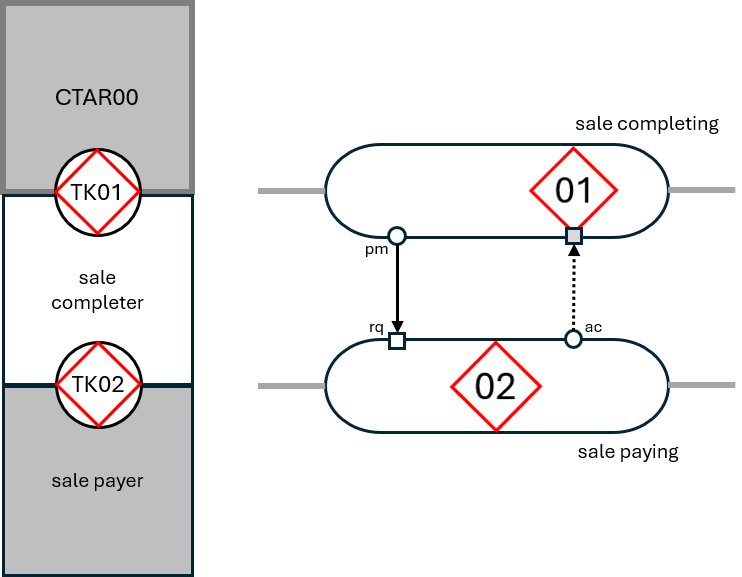 CTAR00
TK01
sale
completer
TK02
sale payer
sale completing
01
pm
rq
ac
02
sale paying